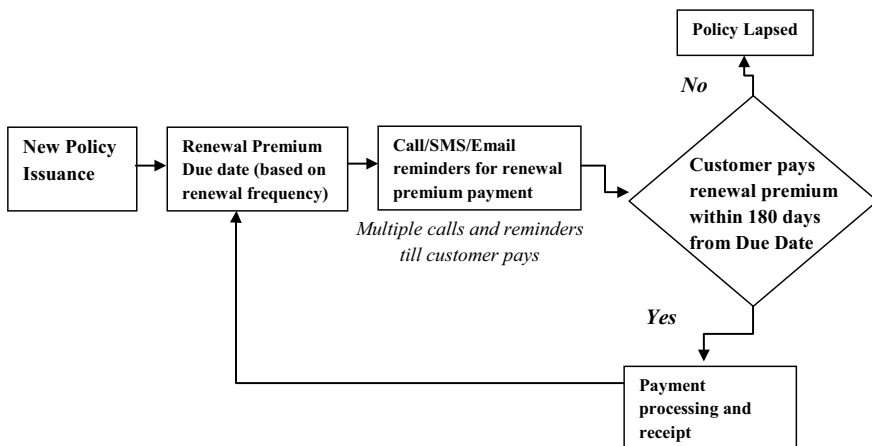 Policy Lapsed
No
New Policy
Issuance
Renewal Premium
Due date (based on
renewal frequency)
Call/SMS/Email
reminders for renewal
premium payment
Multiple calls and reminders
till customer pays
Customer pays
renewal premium
within 180 days
from Due Date
Yes
Payment
processing and
receipt